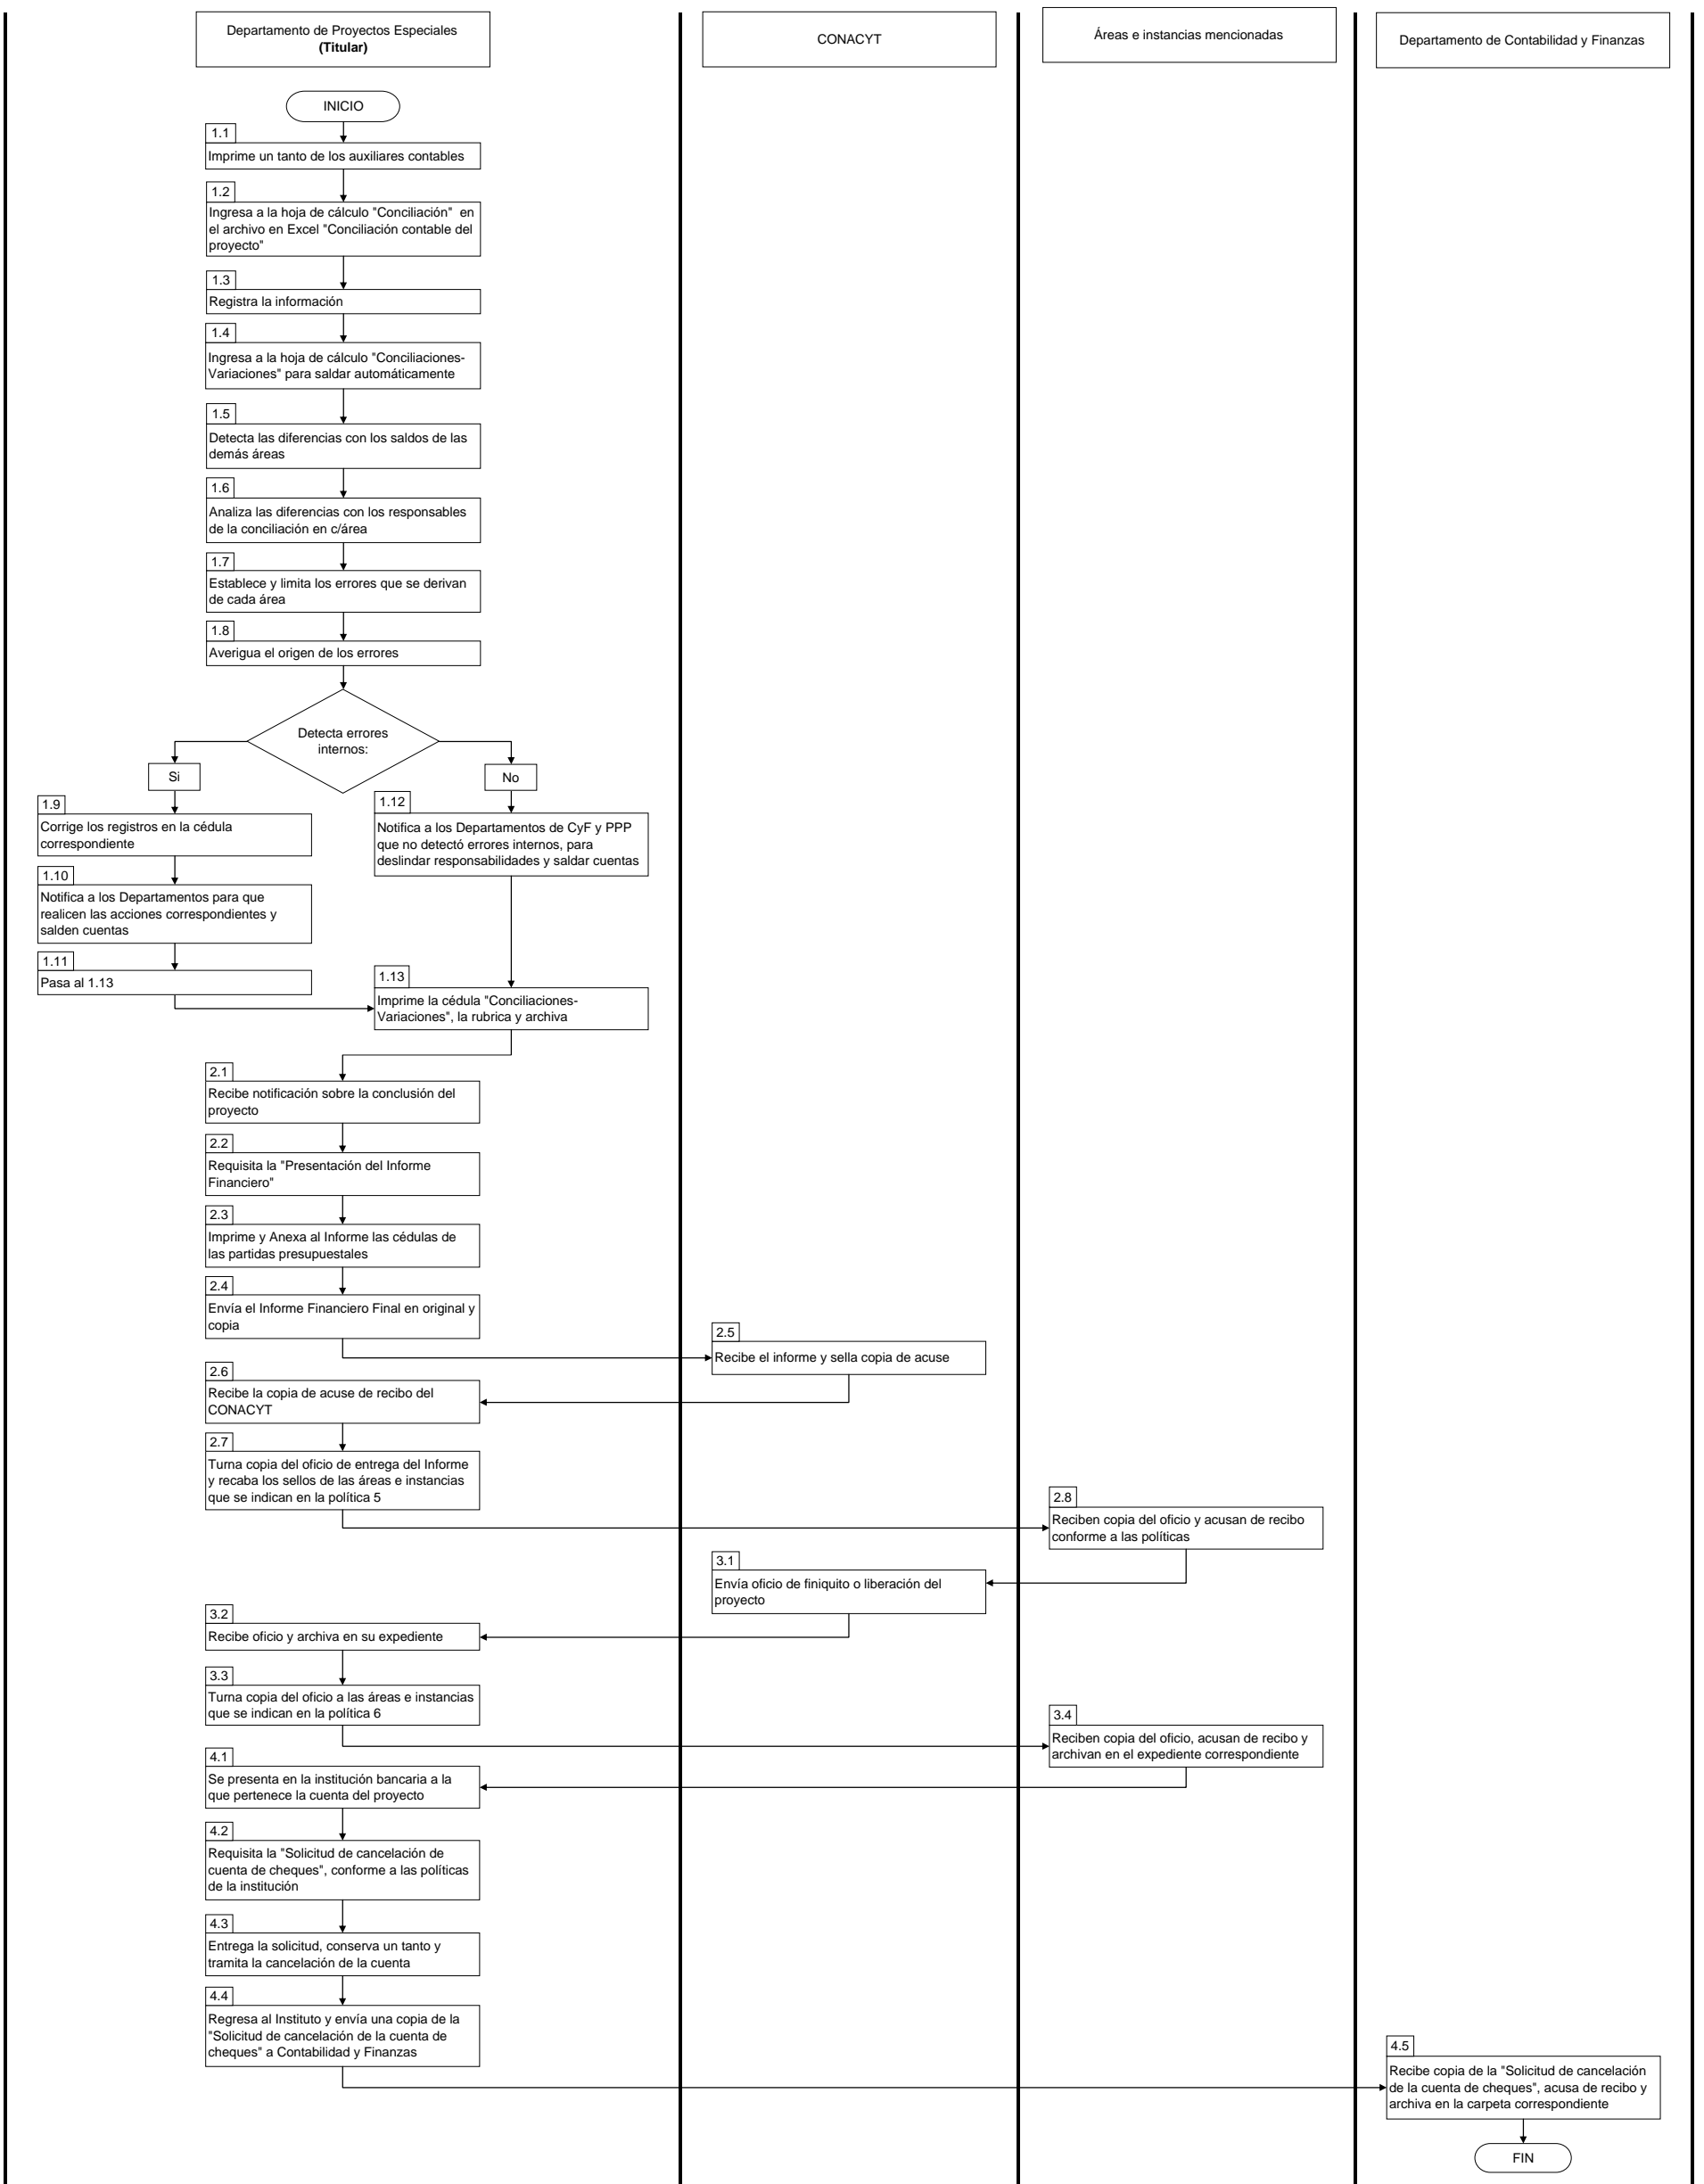 Departamento de Proyectos Especiales
(Titular)
CONACYT
Áreas e instancias mencionadas
Departamento de Contabilidad y Finanzas
INICIO
1.1
Imprime un tanto de los auxiliares contables
1.2
Ingresa a la hoja de cálculo "Conciliación" en
el archivo en Excel "Conciliación contable del
proyecto"
1.3
Registra la información
1.4
Ingresa a la hoja de cálculo "Conciliaciones-
Variaciones" para saldar automáticamente
1.5
Detecta las diferencias con los saldos de las
demás áreas
1.6
Analiza las diferencias con los responsables
de la conciliación en c/área
1.7
Establece y limita los errores que se derivan
de cada área
1.8
Averigua el origen de los errores
Detecta errores
internos:
Si
No
1.9
Corrige los registros en la cédula
correspondiente
1.10
Notifica a los Departamentos para que
realicen las acciones correspondientes y
salden cuentas
1.11
Pasa al 1.13
1.12
Notifica a los Departamentos de CyF y PPP
que no detectó errores internos, para
deslindar responsabilidades y saldar cuentas
1.13
Imprime la cédula "Conciliaciones-
Variaciones", la rubrica y archiva
2.1
Recibe notificación sobre la conclusión del
proyecto
2.2
Requisita la "Presentación del Informe
Financiero"
2.3
Imprime y Anexa al Informe las cédulas de
las partidas presupuestales
2.4
Envía el Informe Financiero Final en original y
copia
2.5
Recibe el informe y sella copia de acuse
2.6
Recibe la copia de acuse de recibo del
CONACYT
2.7
Turna copia del oficio de entrega del Informe
y recaba los sellos de las áreas e instancias
que se indican en la política 5
2.8
Reciben copia del oficio y acusan de recibo
conforme a las políticas
3.1
Envía oficio de finiquito o liberación del
proyecto
3.2
Recibe oficio y archiva en su expediente
3.3
Turna copia del oficio a las áreas e instancias
que se indican en la política 6
3.4
Reciben copia del oficio, acusan de recibo y
archivan en el expediente correspondiente
4.1
Se presenta en la institución bancaria a la
que pertenece la cuenta del proyecto
4.2
Requisita la "Solicitud de cancelación de
cuenta de cheques", conforme a las políticas
de la institución
4.3
Entrega la solicitud, conserva un tanto y
tramita la cancelación de la cuenta
4.4
Regresa al Instituto y envía una copia de la
"Solicitud de cancelación de la cuenta de
cheques" a Contabilidad y Finanzas
4.5
Recibe copia de la "Solicitud de cancelación
de la cuenta de cheques", acusa de recibo y
archiva en la carpeta correspondiente
FIN